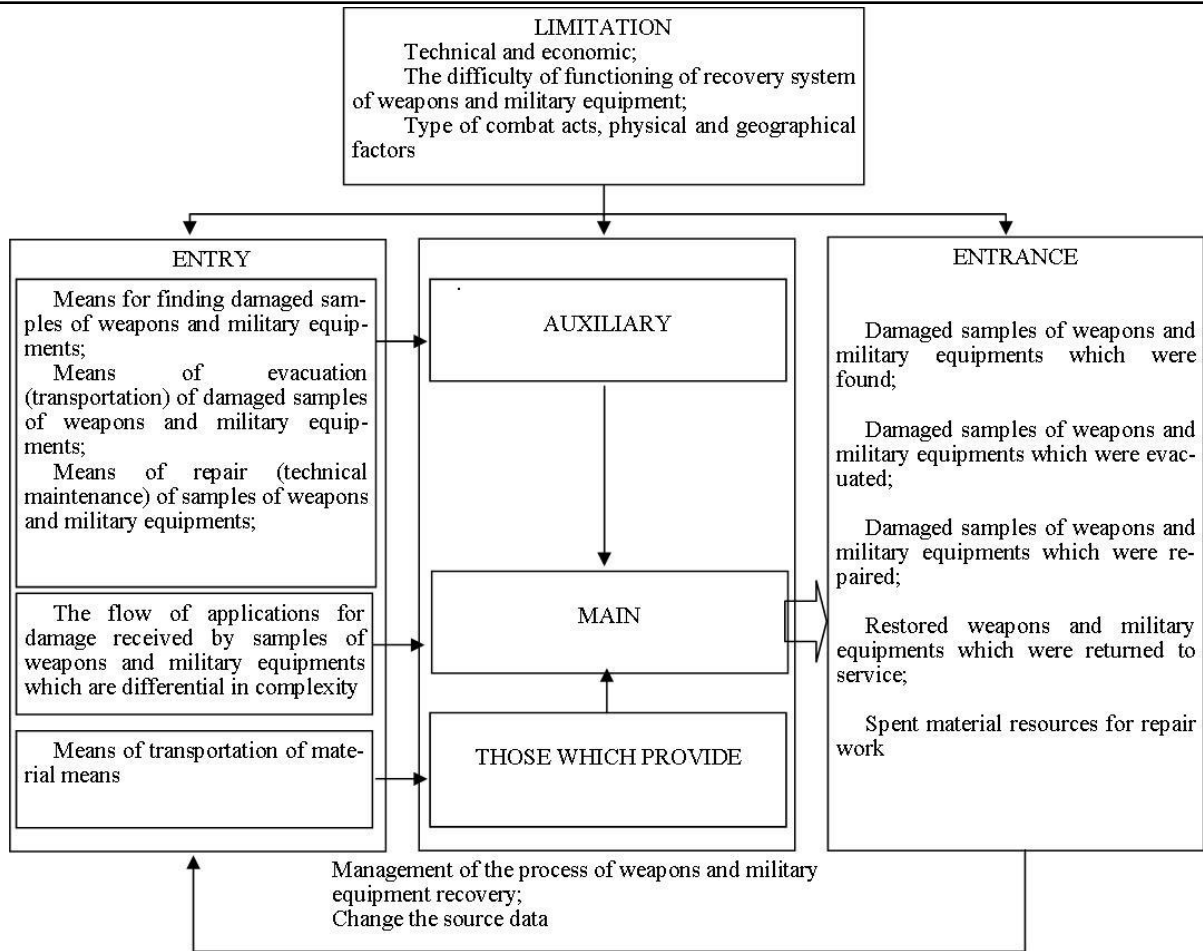 LIMITATION
Technical and economic;
The difficulty of functioning of recovery system
of weapons and military equipment;
Type of combat acts, physical and geographical
factors
ENTRY
Means for finding damaged sam-
ples of weapons and military equip-
ments;
Means of evacuation
(transportation) of damaged samples
of weapons and military equip-
ments;
Means of repair (technical
maintenance) of samples of weapons
and military equipments;
The flow of applications for
damage received by samples of
weapons and military equipments
which are differential in complexity
Means of transportation of mate-
rial means
AUXILIARY
MAIN
THOSE WHICH PROVIDE
ENTRANCE
Damaged samples of weapons and
military equipments which were
found;
Damaged samples of weapons and
military equipments which were evac-
uated;
Damaged samples of weapons and
military equipments which were re-
paired;
Restored weapons and military
equipments which were returned to
service;
Spent material resources for repair
work
Management of the process of weapons and military
equipment recovery;
Change the source data